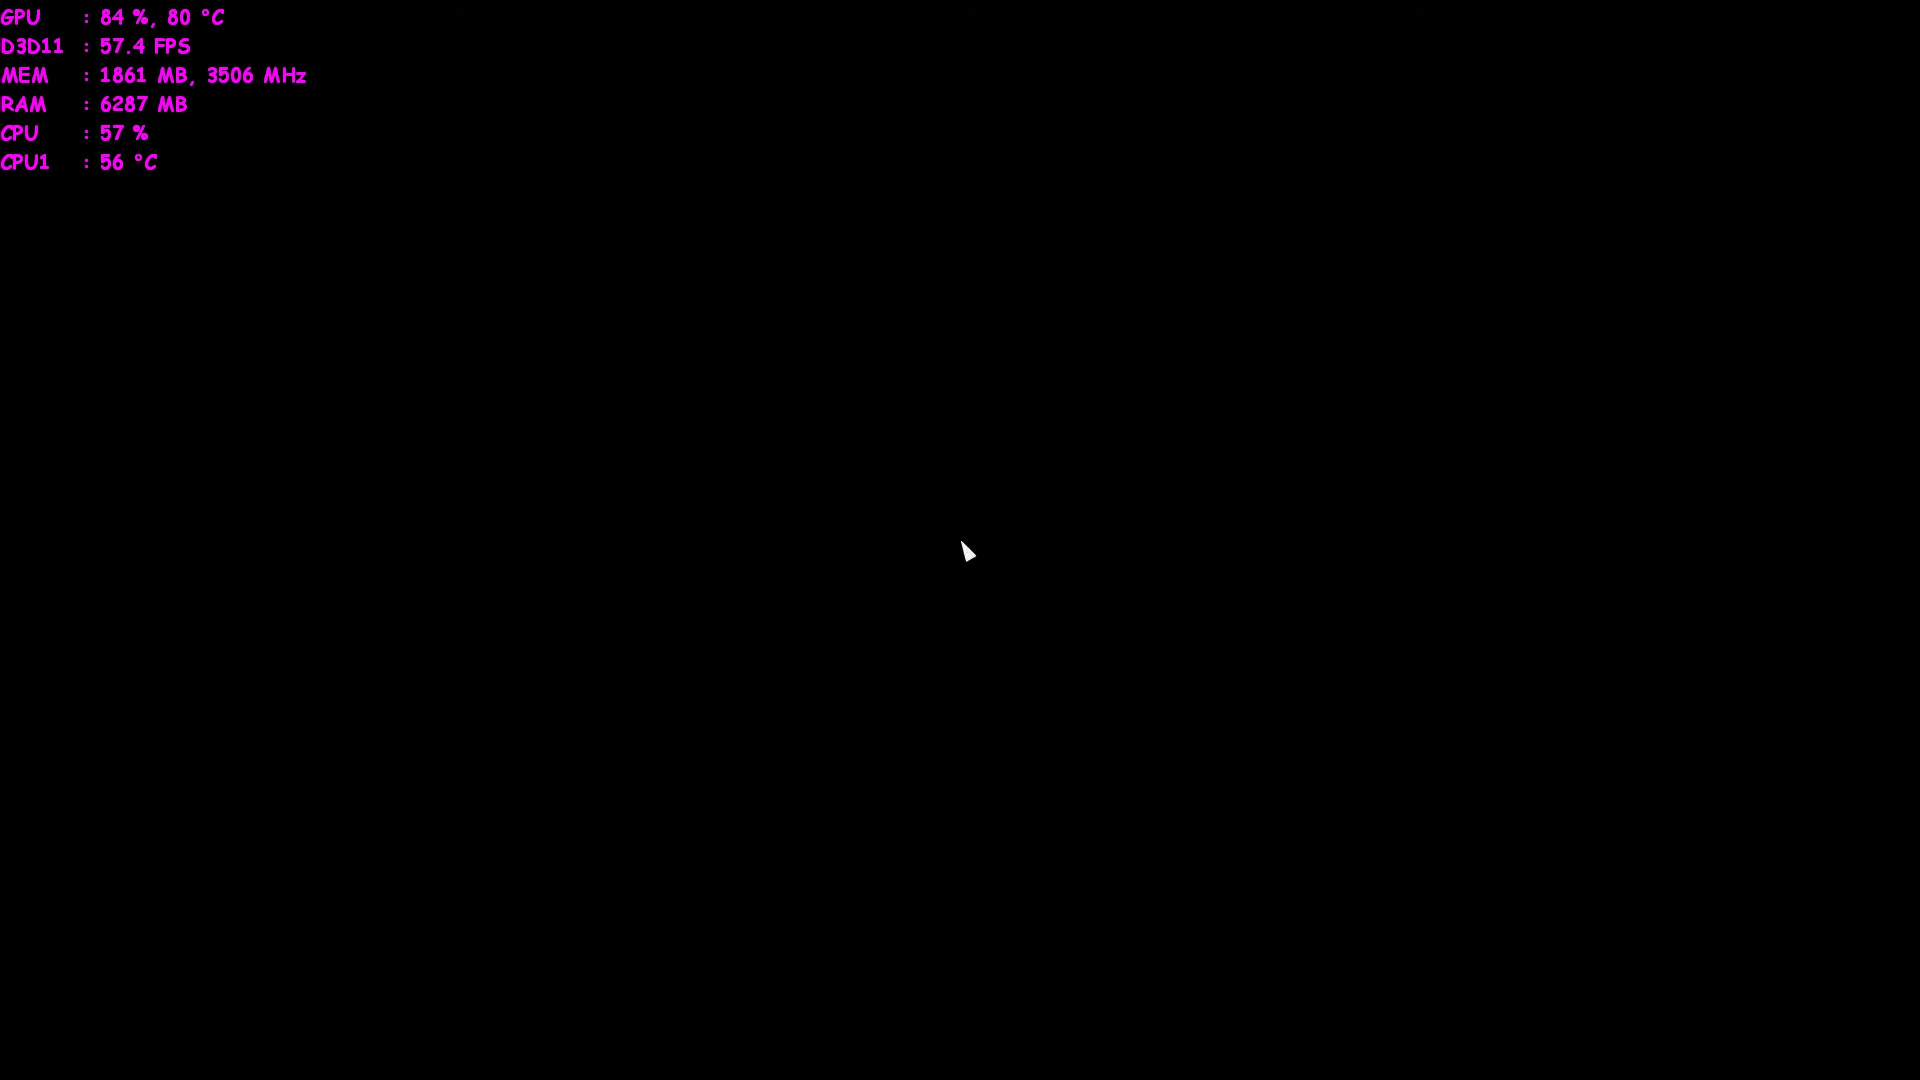 GPU : 84 %, 80 °C
D3D11 : 57.4 FPS
MEM : 1861 MB, 3506 MHz
RAM : 6287 MB
CPU : 57 %
CPU1 : 56 °C